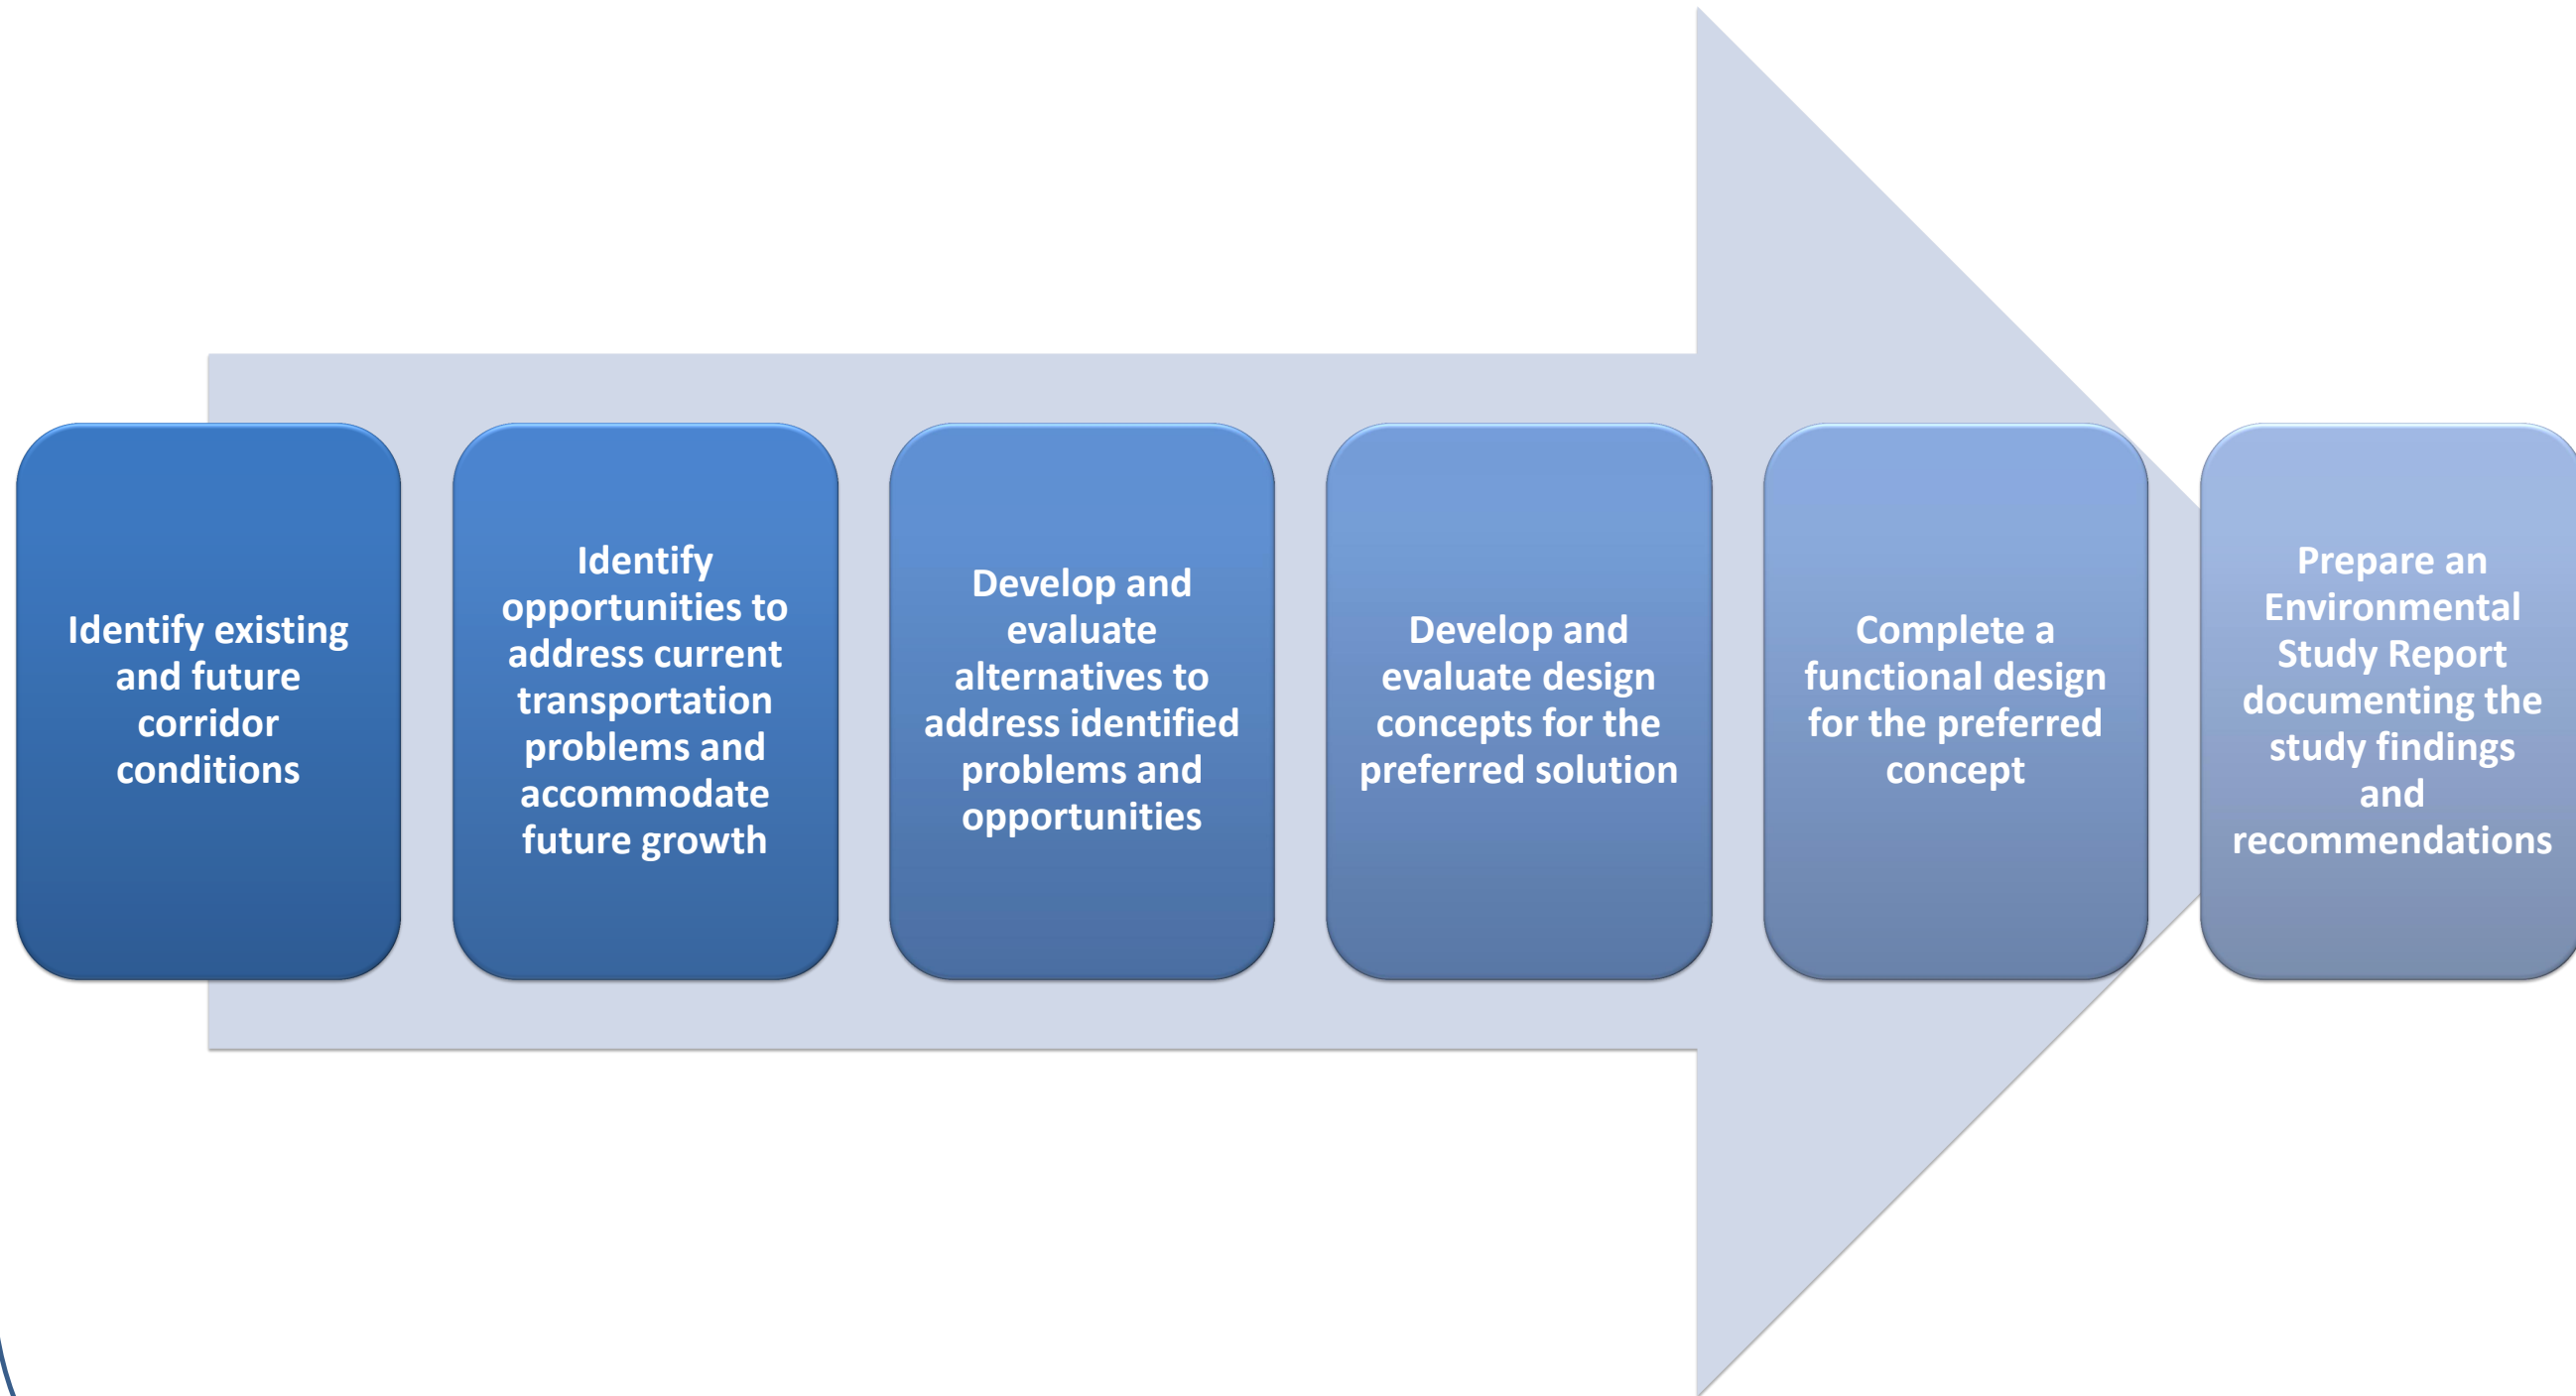 Identify existing
and future
corridor
conditions
Identify
opportunities to
address current
transportation
problems and
accommodate
future growth
Develop and
evaluate
alternatives to
address identified
problems and
opportunities
Develop and
evaluate design
concepts for the
preferred solution
Complete a
functional design
for the preferred
concept
Prepare an
Environmental
Study Report
documenting the
study findings
and
recommendations